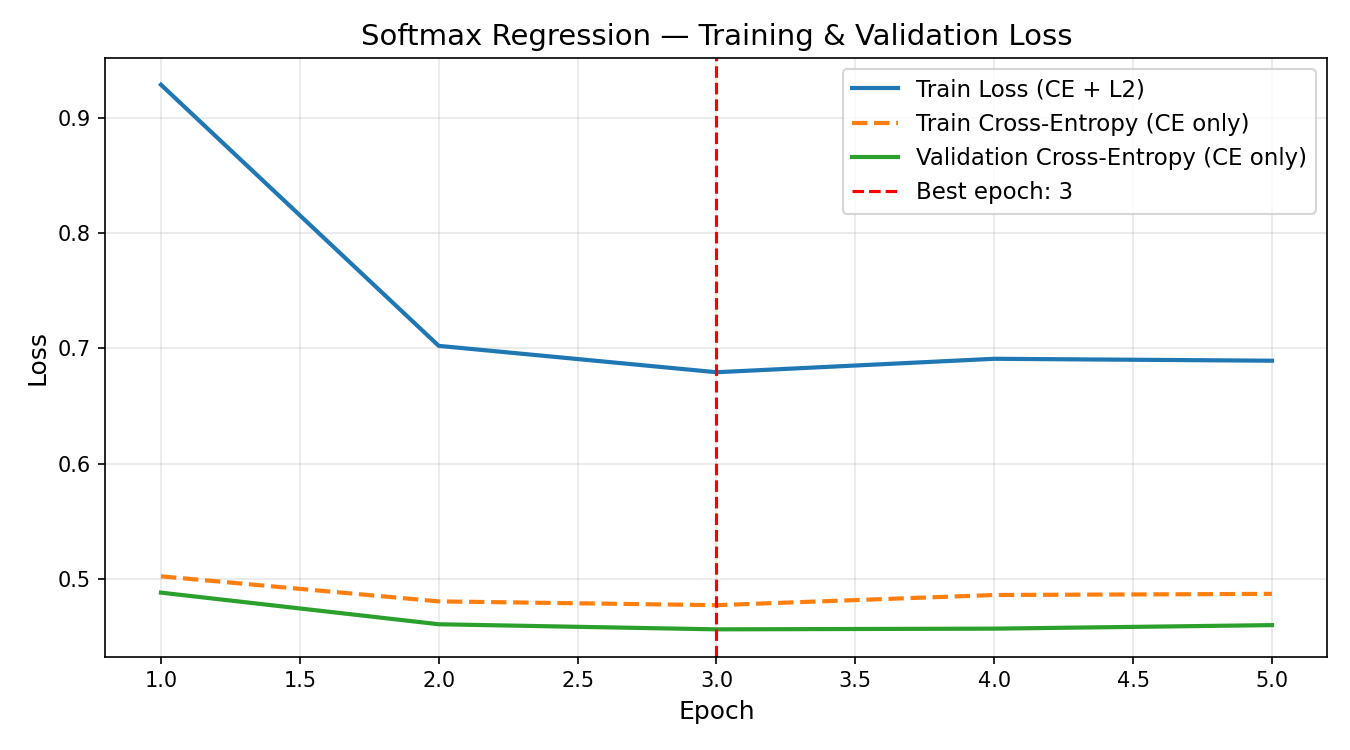 Softmax Regression — Training & Validation Loss
Train Loss (CE + L2)
Train Cross-Entropy (CE only)
Validation Cross-Entropy (CE only)
Best epoch: 3
Loss
0.9
0.8
0.7
0.6
0.5
1.0 1.5 2.0 2.5 3.0 3.5 4.0 4.5 5.0
Epoch